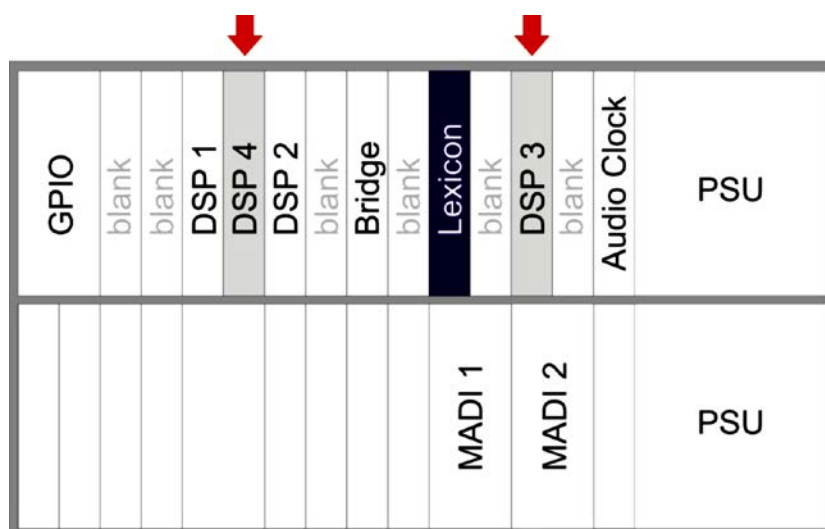 GPIO
blank
blank
DSP 1
DSP 4
DSP 2
blank
Bridge
blank
Lexicon
blank
DSP 3
blank
Audio Clock
PSU
MADI 1
MADI 2
PSU